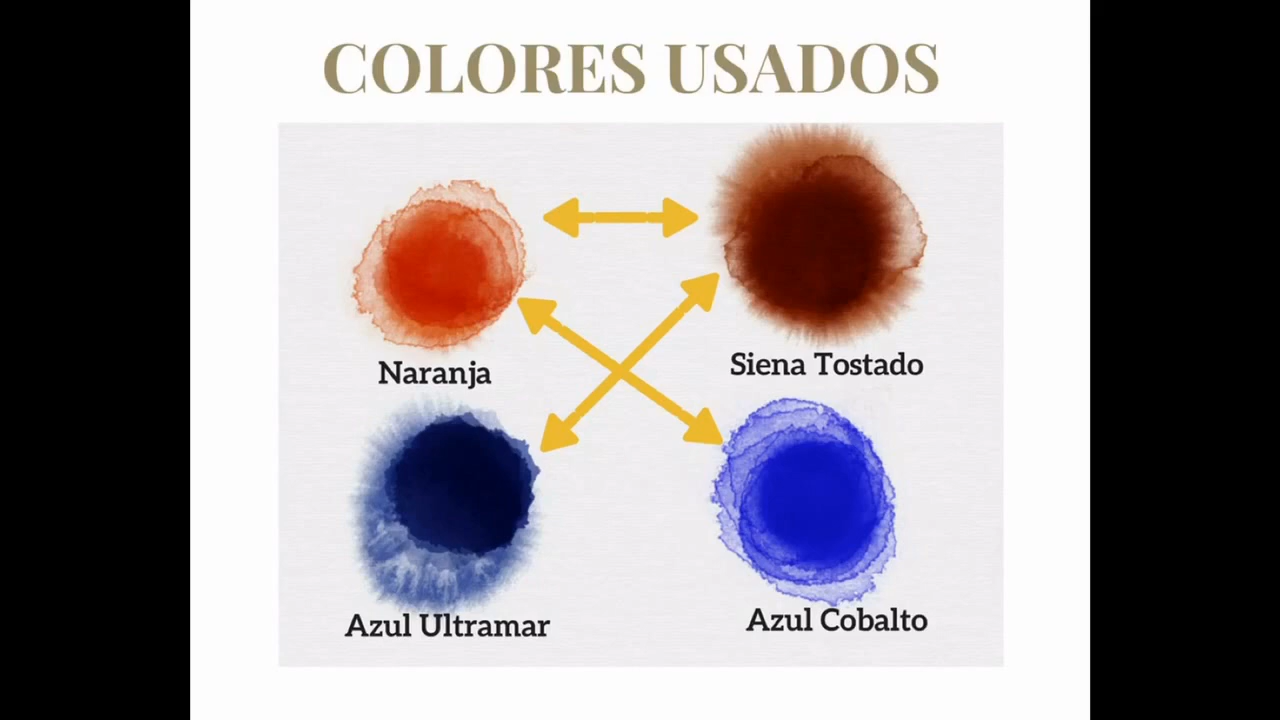 COLORES USADOS
Naranja
Siena Tostado
Azul Ultramar
Azul Cobalto